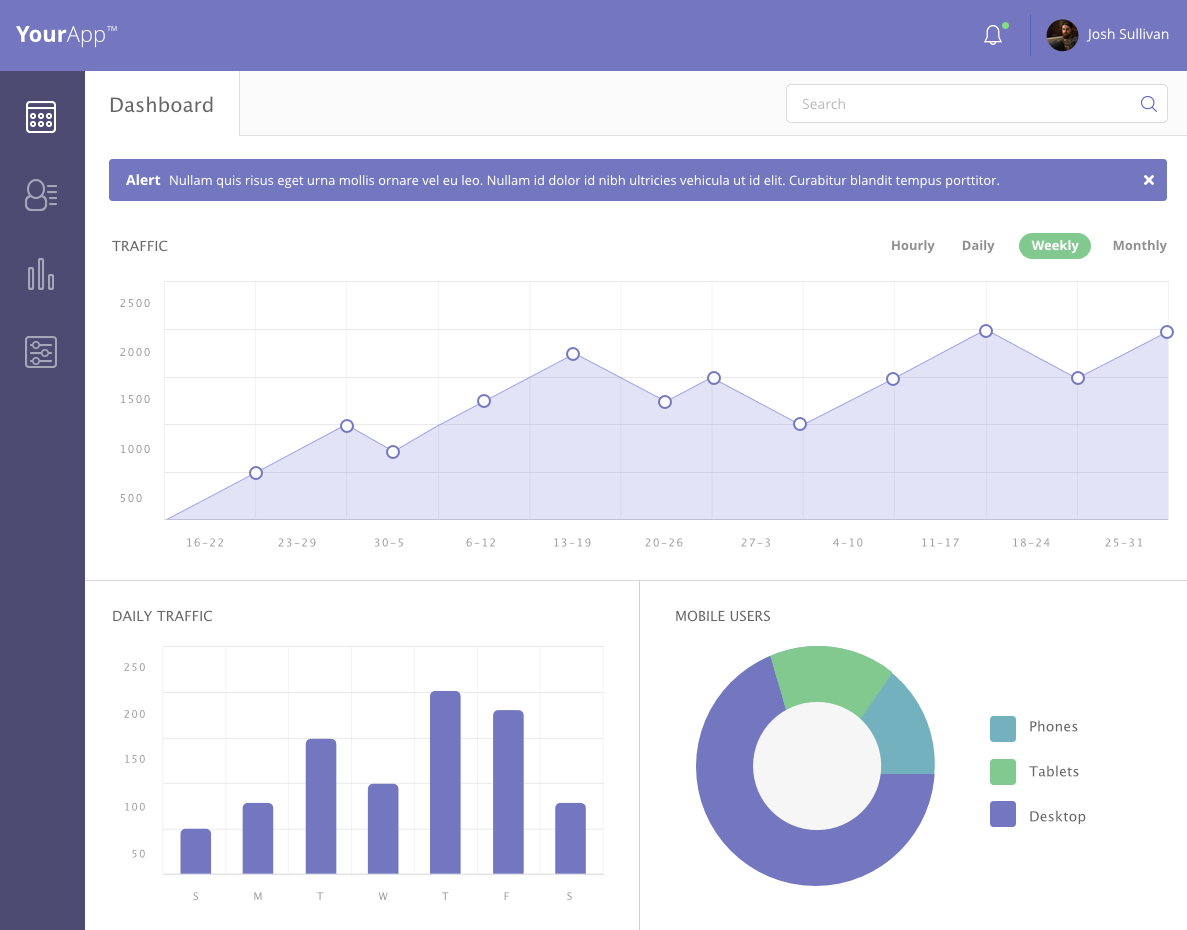 YourApp™
Josh Sullivan
Dashboard
Search
Alert Nullam quis risus eget urna mollis ornare vel eu leo. Nullam id dolor id nibh ultricies vehicula ut id elit. Curabitur blandit tempus porttitor.
TRAFFIC
Hourly Daily Weekly Monthly
2500
2000
1500
1000
500
16–22 23–29 30–5 6–12 13–19 20–26 27–3 4–10 11–17 18–24 25–31
DAILY TRAFFIC
250
200
150
100
50
S M T W T F S
MOBILE USERS
Phones
Tablets
Desktop